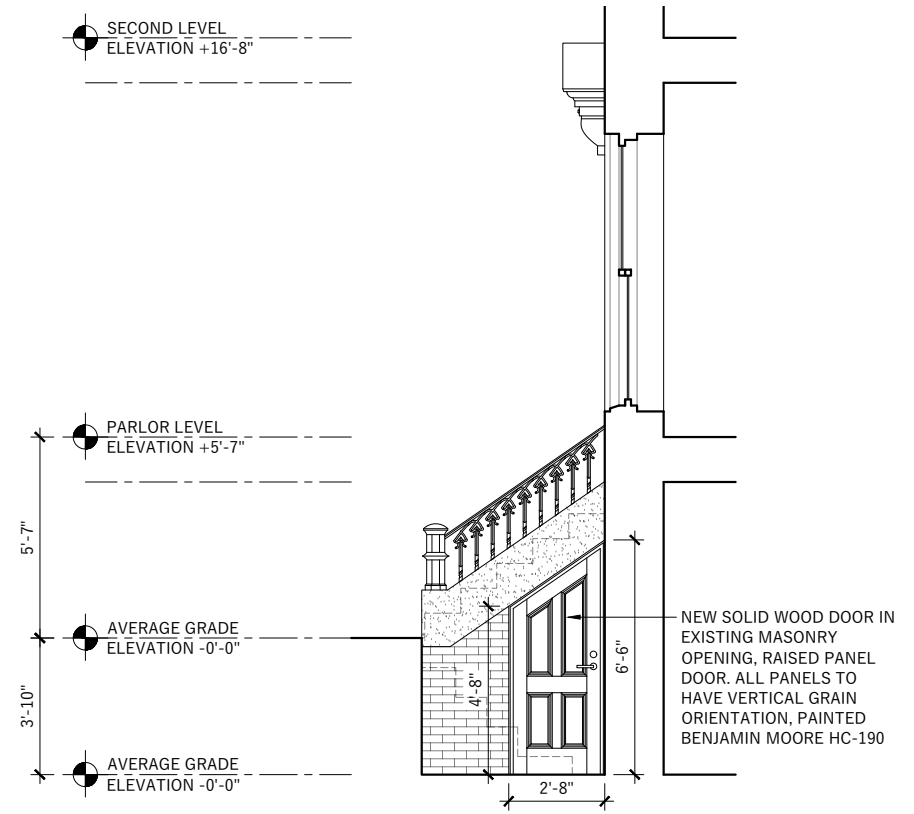 SECOND LEVEL
ELEVATION +16'-8"
PARLOR LEVEL
ELEVATION +5'-7"
5'-7"
AVERAGE GRADE
ELEVATION -0'-0"
3'-10"
AVERAGE GRADE
ELEVATION -0'-0"
4'-8"
6'-6"
2'-8"
NEW SOLID WOOD DOOR IN
EXISTING MASONRY
OPENING, RAISED PANEL
DOOR. ALL PANELS TO
HAVE VERTICAL GRAIN
ORIENTATION, PAINTED
BENJAMIN MOORE HC-190